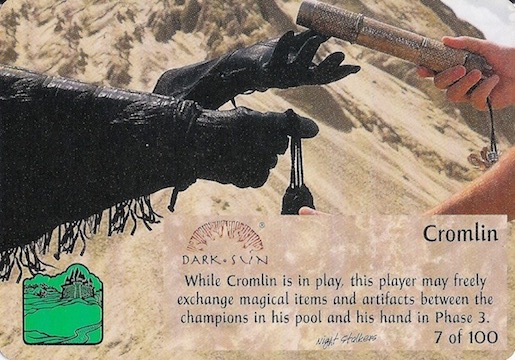 Cromlin
DARK•SUN®
While Cromlin is in play, this player may freely
exchange magical items and artifacts between the
champions in his pool and his hand in Phase 3.
7 of 100
Night Stalkers